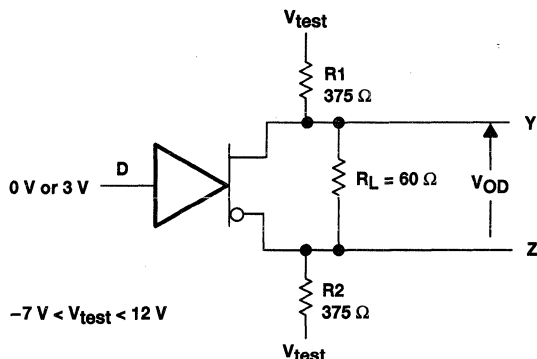 Vtest
R1
375 Ω
Y
D
0 V or 3 V
RL = 60 Ω
VOD
Z
R2
375 Ω
–7 V < Vtest < 12 V
Vtest